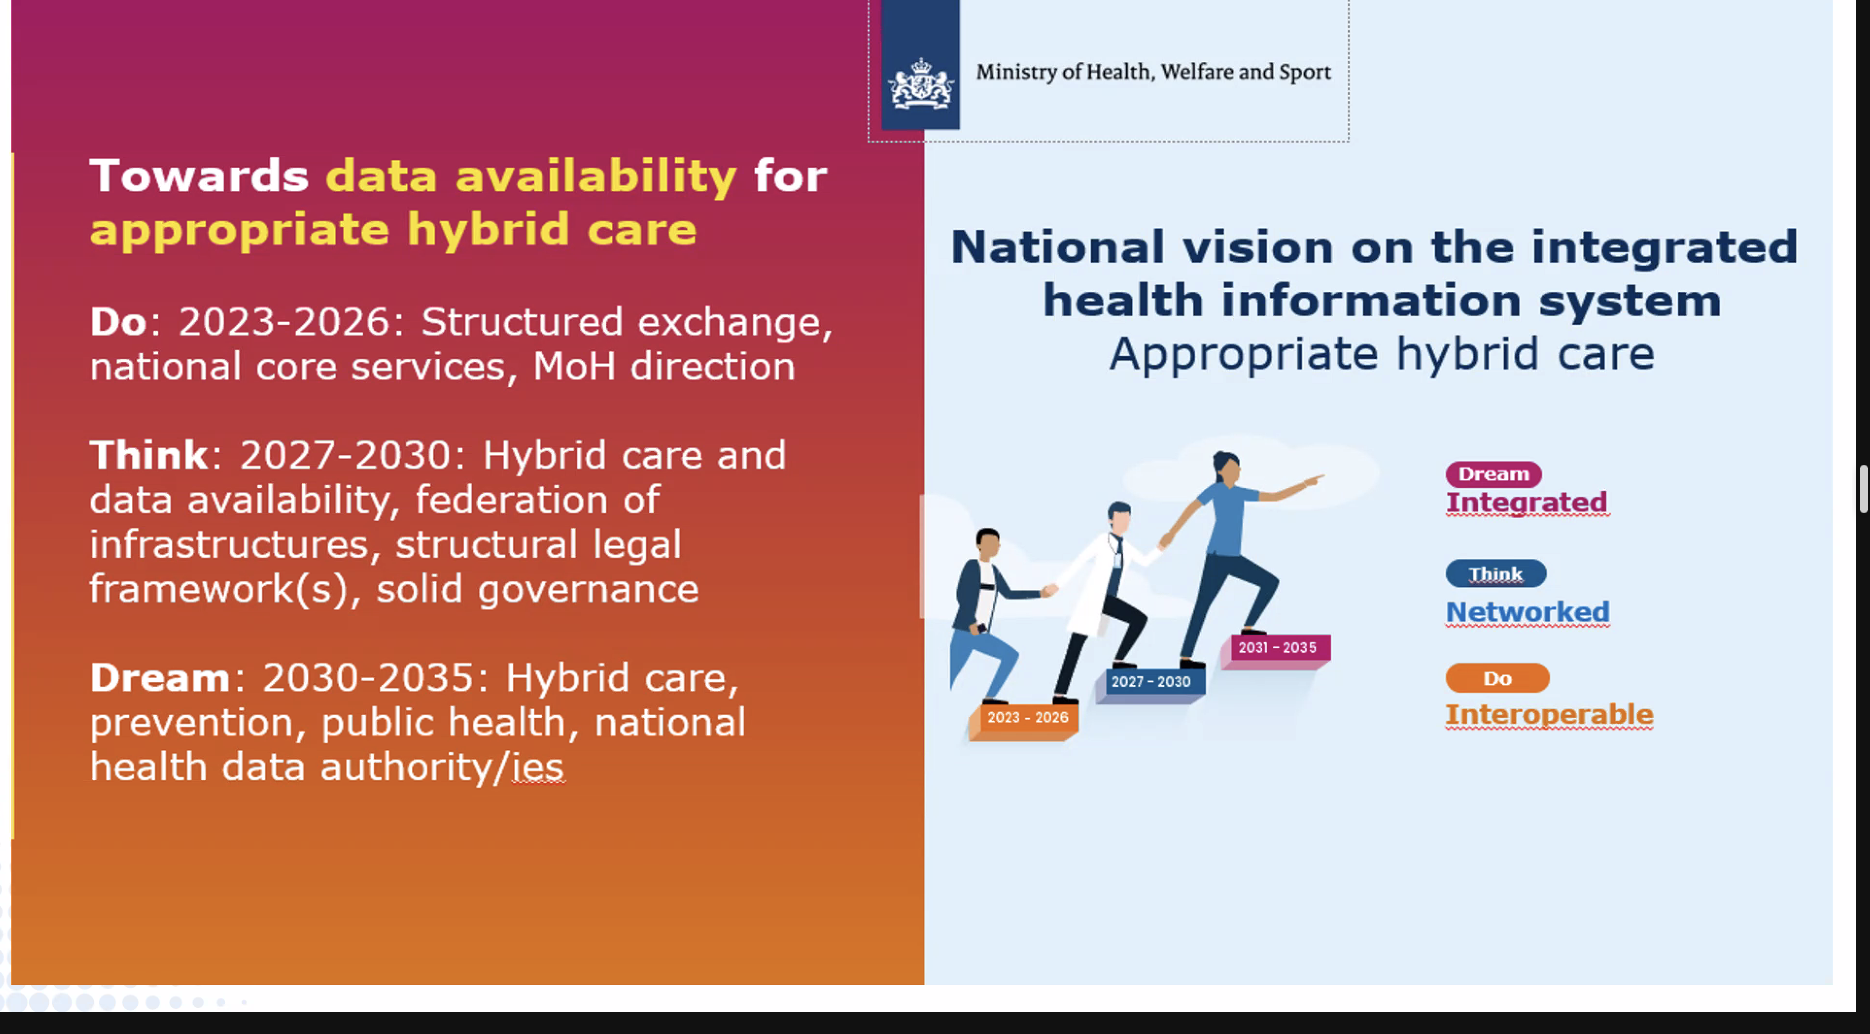 Ministry of Health, Welfare and Sport
Towards data availability for
appropriate hybrid care
Do: 2023-2026: Structured exchange,
national core services, MoH direction
Think: 2027-2030: Hybrid care and
data availability, federation of
infrastructures, structural legal
framework(s), solid governance
Dream: 2030-2035: Hybrid care,
prevention, public health, national
health data authority/ies
National vision on the integrated
health information system
Appropriate hybrid care
2023 - 2026
2027 - 2030
2031 - 2035
Dream
Integrated
Think
Networked
Do
Interoperable